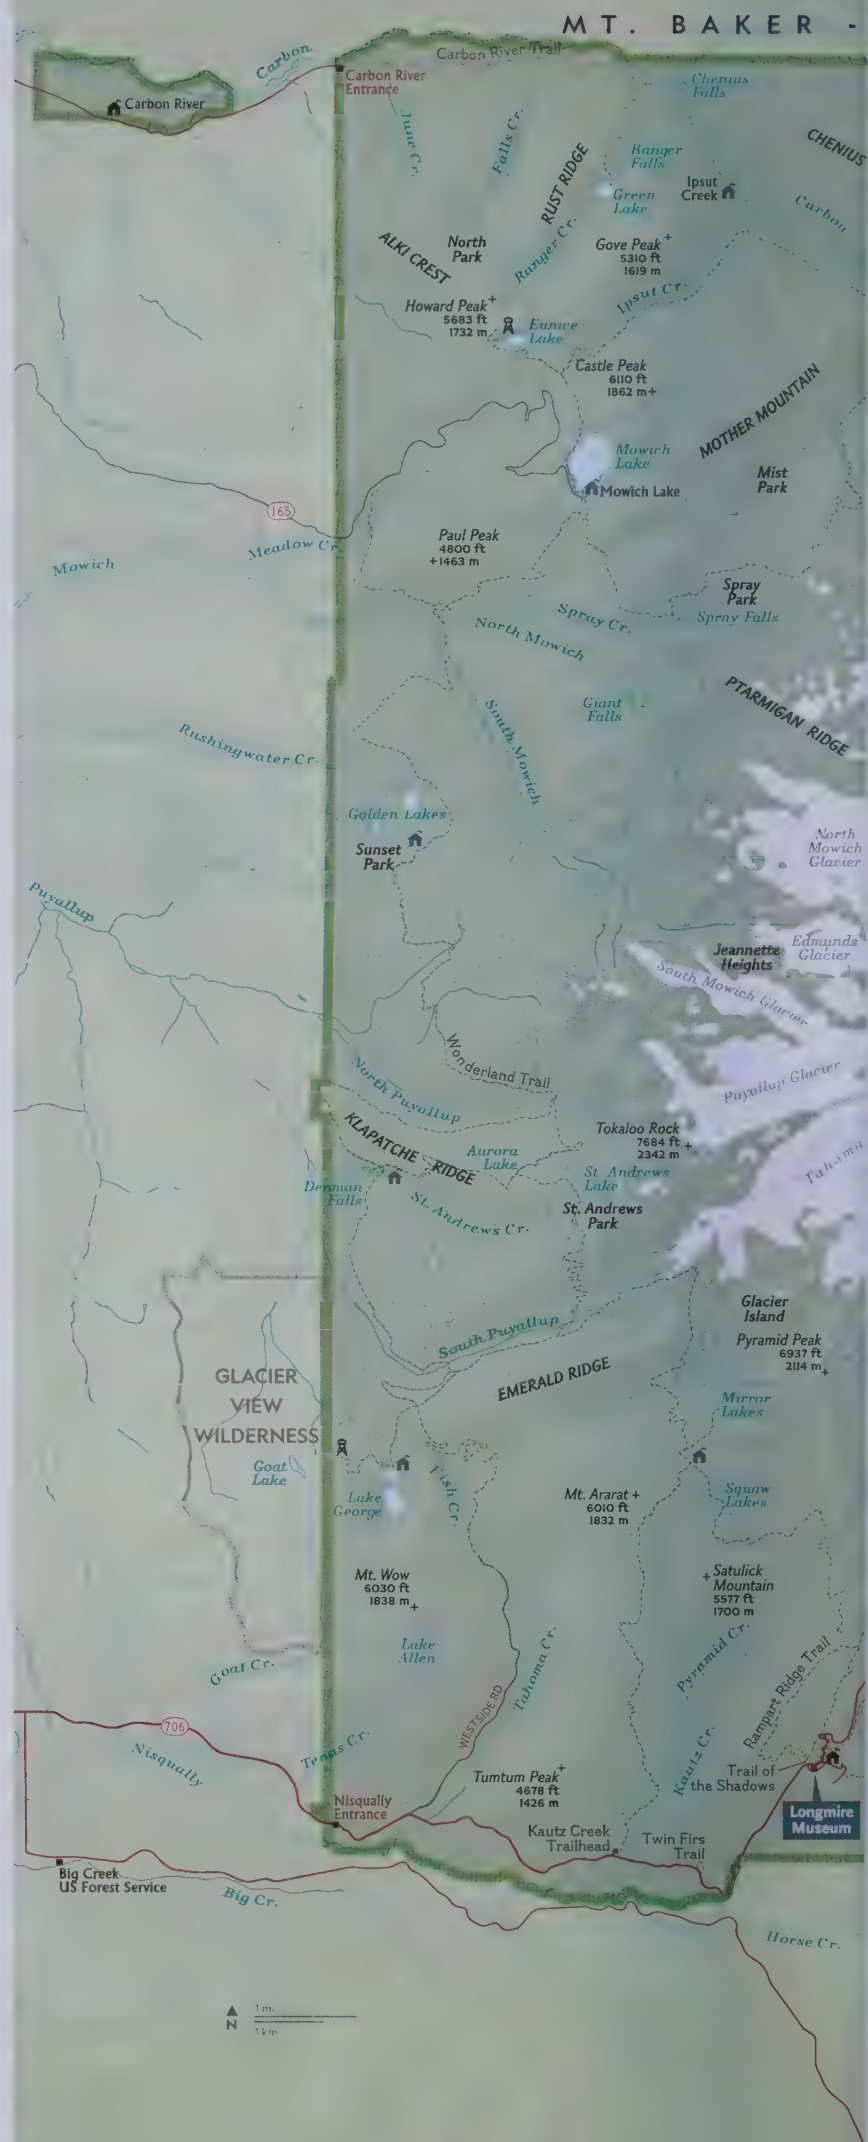 MT. BAKER -
Carbon River Trail
Carbon
Carbon River
Entrance
Carbon River
Chenius
Falls
June Cr.
Falls Cr.
RUST RIDGE
Ranger
Falls
CHENIUS
Green
Lake
Ipsut
Creek
Carbon
ALKI CREST
North
Park
Ranger Cr.
Gove Peak
5310 ft
1619 m
Ipsut Cr.
Howard Peak
5683 ft
1732 m
Eunice
Lake
Castle Peak
6110 ft
1862 m
MOTHER MOUNTAIN
Mowich
Lake
Mist
Park
Mowich Lake
165
Paul Peak
4800 ft
1463 m
Meadow Cr.
Mowich
Spray
Park
Spray Cr.
Spray Falls
North Mowich
PTARMIGAN RIDGE
Giant
Falls
South Mowich
Rushingwater Cr.
Golden Lakes
Sunset
Park
North
Mowich
Glacier
Puyallup
Jeannette
Heights
Edmunds
Glacier
South Mowich Glacier
Wonderland Trail
Puyallup Glacier
North Puyallup
KLAPATCHE RIDGE
Tokaloo Rock
7684 ft
2342 m
Tahoma
Aurora
Lake
St Andrews
Lake
Denman
Falls
St. Andrews Cr.
St. Andrews
Park
Glacier
Island
South Puyallup
Pyramid Peak
6937 ft
2114 m
EMERALD RIDGE
GLACIER
VIEW
WILDERNESS
Mirror
Lakes
Goat
Lake
Lake
George
Fish Cr.
Mt. Ararat
6010 ft
1832 m
Squaw
Lakes
Mt. Wow
6030 ft
1838 m
Satulick
Mountain
5577 ft
1700 m
Lake
Allen
Goat Cr.
Tahoma Cr.
Pyramid Cr.
Rampart Ridge Trail
WESTSIDE RD
706
Nisqually
Tenas Cr.
Kautz Cr.
Tumtum Peak
4678 ft
1426 m
Trail of
the Shadows
Nisqually
Entrance
Longmire
Museum
Kautz Creek
Trailhead
Twin Firs
Trail
Big Creek
US Forest Service
Big Cr.
Horse Cr.
N
1 m.
1 km